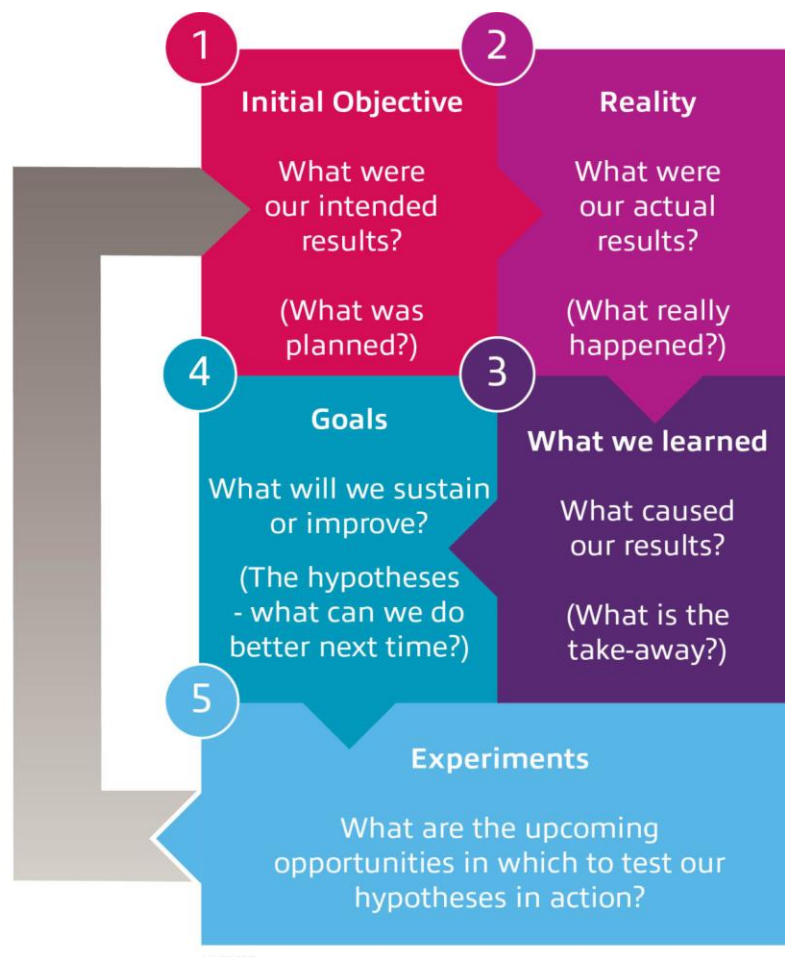 1
Initial Objective
What were
our intended
results?
(What was
planned?)
2
Reality
What were
our actual
results?
(What really
happened?)
3
What we learned
What caused
our results?
(What is the
take-away?)
4
Goals
What will we sustain
or improve?
(The hypotheses
- what can we do
better next time?)
5
Experiments
What are the upcoming
opportunities in which to test our
hypotheses in action?